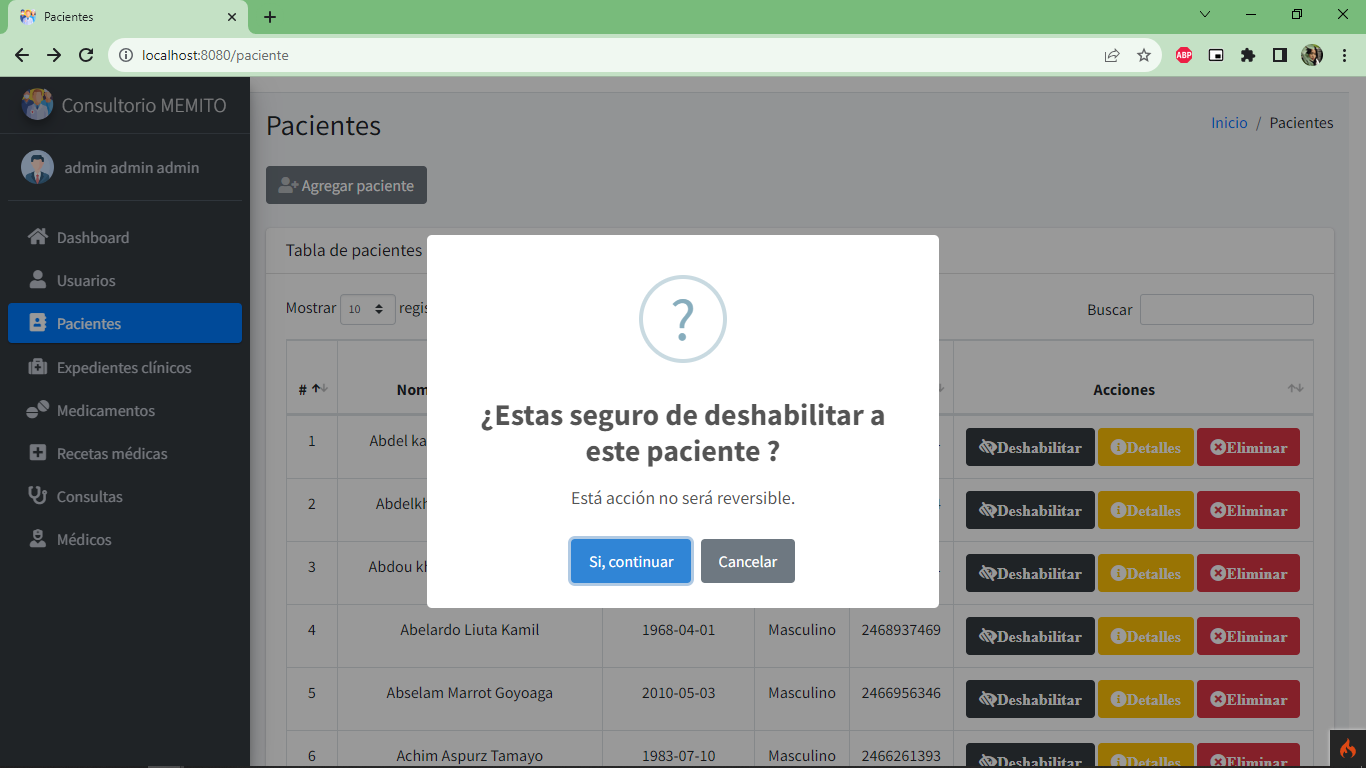 Pacientes
localhost:8080/paciente
ABP
Consultorio MEMITO
admin admin admin
Dashboard
Usuarios
Pacientes
Expedientes clínicos
Medicamentos
Recetas médicas
Consultas
Médicos
Pacientes
Inicio / Pacientes
Agregar paciente
Tabla de pacientes
Mostrar 10
Buscar
# Acciones
1 Abdel Deshabilitar Detalles Eliminar
2 Deshabilitar Detalles Eliminar
3 Abdou Deshabilitar Detalles Eliminar
4 Abelardo Liuta Kamil 1968-04-01 Masculino 2468937469 Deshabilitar Detalles Eliminar
5 Abselam Marrot Goyoaga 2010-05-03 Masculino 2466956346 Deshabilitar Detalles Eliminar
6 Achim Aspurz Tamayo 1983-07-10 Masculino 2466261393 Deshabilitar Detalles Eliminar
?
¿Estas seguro de deshabilitar a
este paciente ?
Está acción no será reversible.
Si, continuar
Cancelar